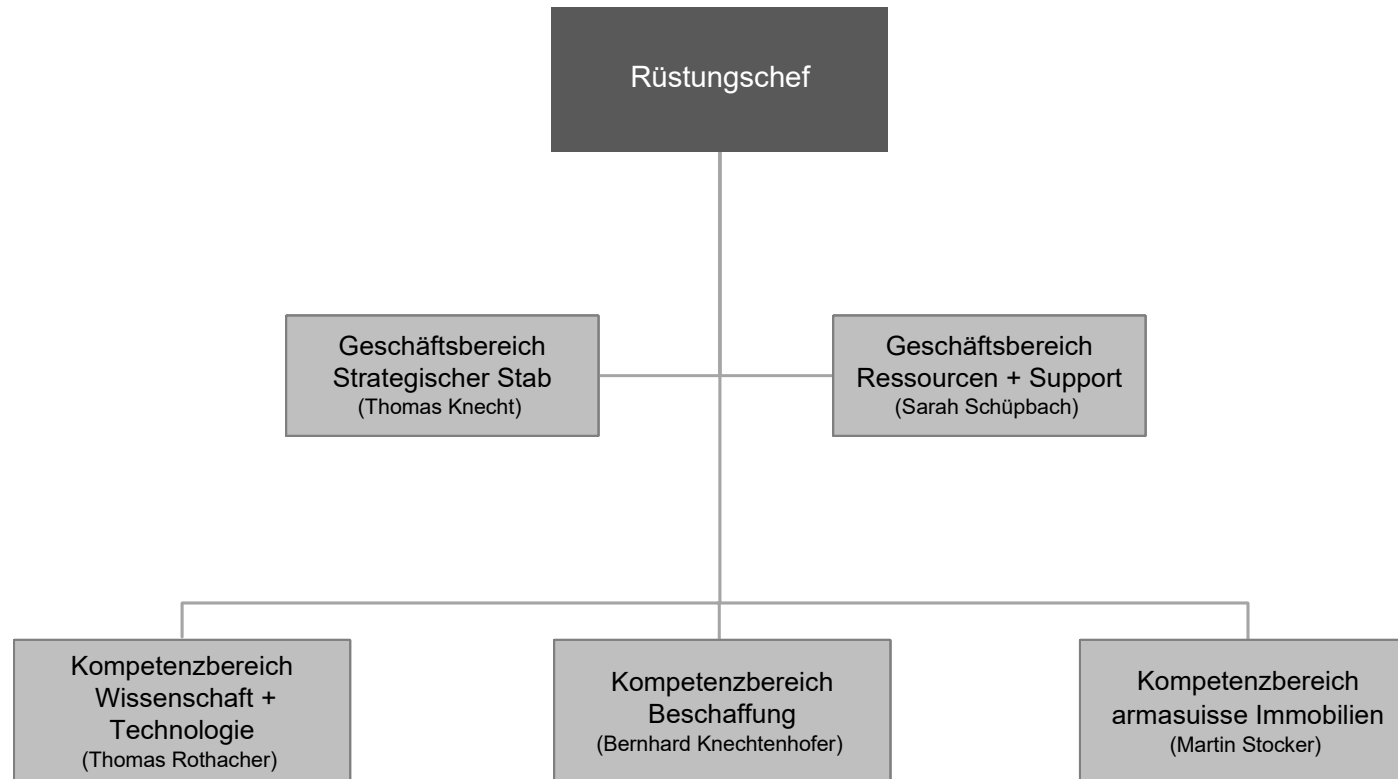 Rüstungschef
Geschäftsbereich
Strategischer Stab
(Thomas Knecht)
Geschäftsbereich
Ressourcen + Support
(Sarah Schüpbach)
Kompetenzbereich
Wissenschaft +
Technologie
(Thomas Rothacher)
Kompetenzbereich
Beschaffung
(Bernhard Knechtenhofer)
Kompetenzbereich
armasuisse Immobilien
(Martin Stocker)